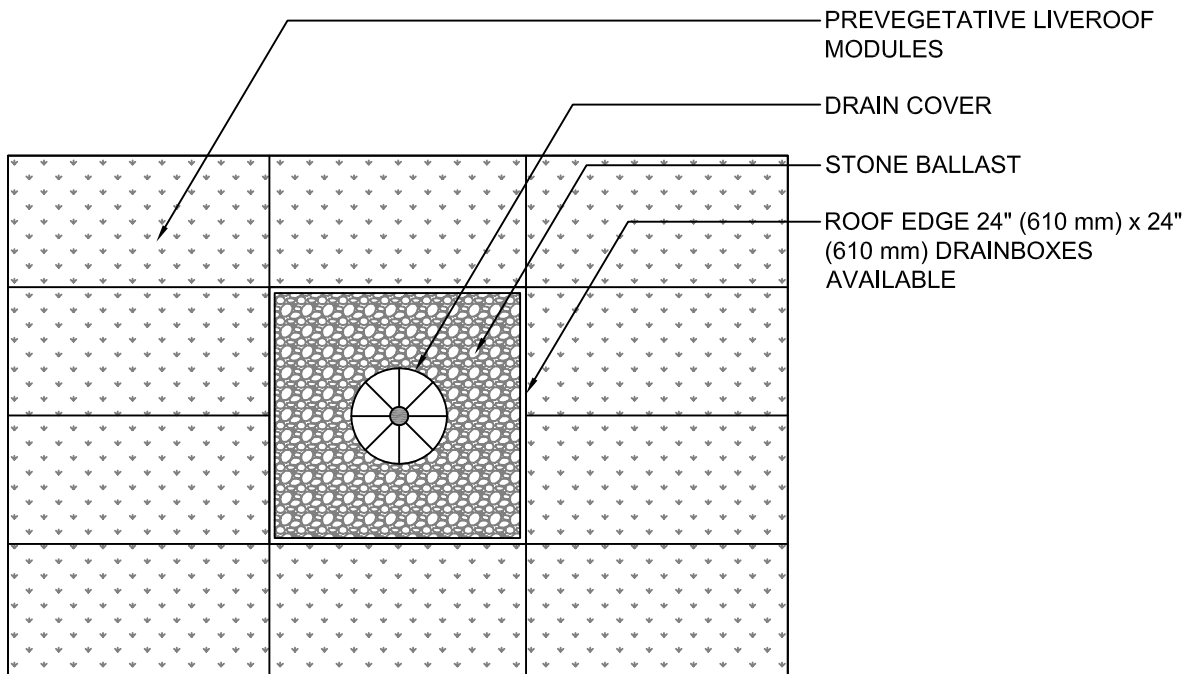 PREVEGETATIVE LIVEROOF
MODULES
DRAIN COVER
STONE BALLAST
ROOF EDGE 24" (610 mm) x 24"
(610 mm) DRAINBOXES
AVAILABLE